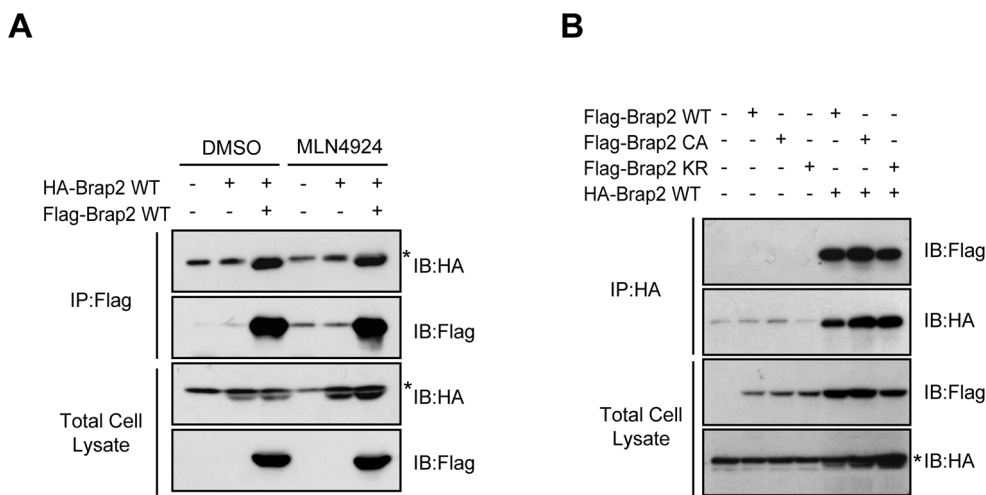 A
DMSO MLN4924
HA-Brap2 WT - + + - + +
Flag-Brap2 WT - - + - - +
IP:Flag
* IB:HA
IB:Flag
Total Cell
Lysate
* IB:HA
IB:Flag
B
Flag-Brap2 WT - + - - + - -
Flag-Brap2 CA - - + - - + -
Flag-Brap2 KR - - - + - - +
HA-Brap2 WT - - - - + + +
IP:HA
IB:Flag
IB:HA
Total Cell
Lysate
IB:Flag
* IB:HA